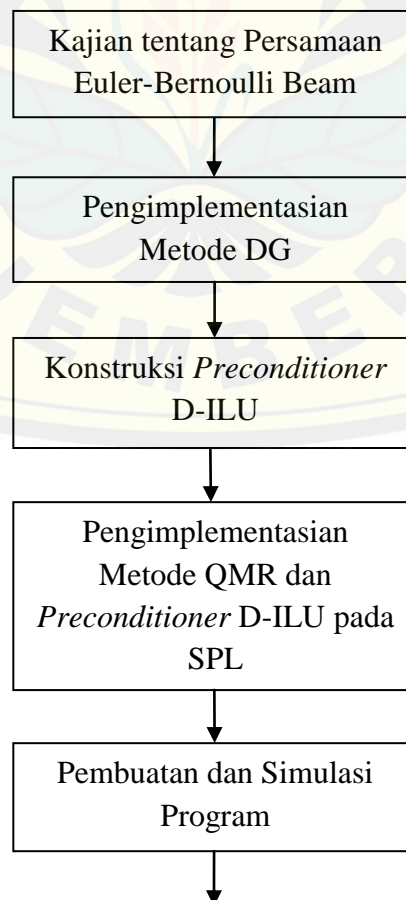 Kajian tentang Persamaan
Euler-Bernoulli Beam
Pengimplementasian
Metode DG
Konstruksi Preconditioner
D-ILU
Pengimplementasian
Metode QMR dan
Preconditioner D-ILU pada
SPL
Pembuatan dan Simulasi
Program